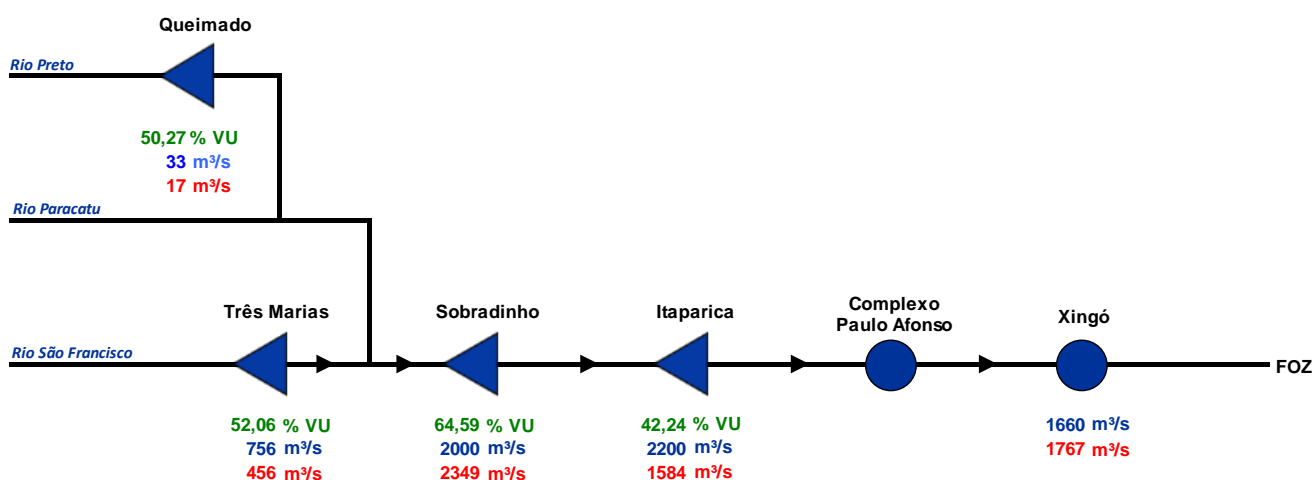 Queimado
Rio Preto
50,27 % VU
33 m³/s
17 m³/s
Rio Paracatu
Três Marias
Sobradinho
Itaparica
Complexo
Paulo Afonso
Xingó
Rio São Francisco
FOZ
52,06 % VU
756 m³/s
456 m³/s
64,59 % VU
2000 m³/s
2349 m³/s
42,24 % VU
2200 m³/s
1584 m³/s
1660 m³/s
1767 m³/s